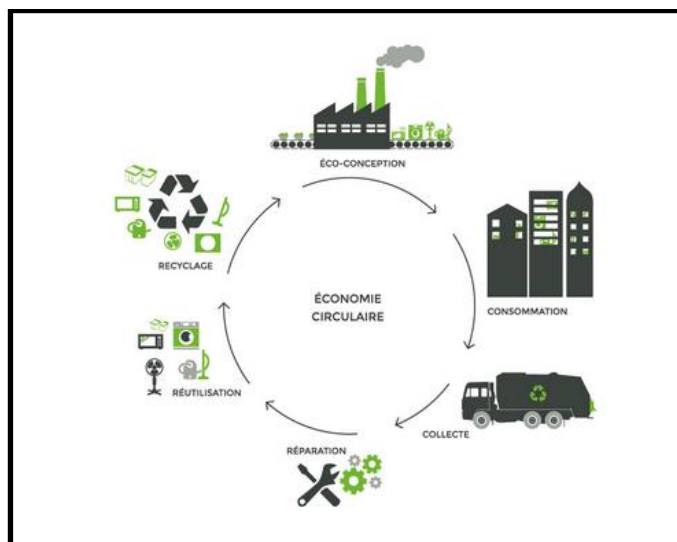 ÉCO-CONCEPTION
CONSOMMATION
COLLECTE
RÉPARATION
RÉUTILISATION
RECYCLAGE
ÉCONOMIE
CIRCULAIRE